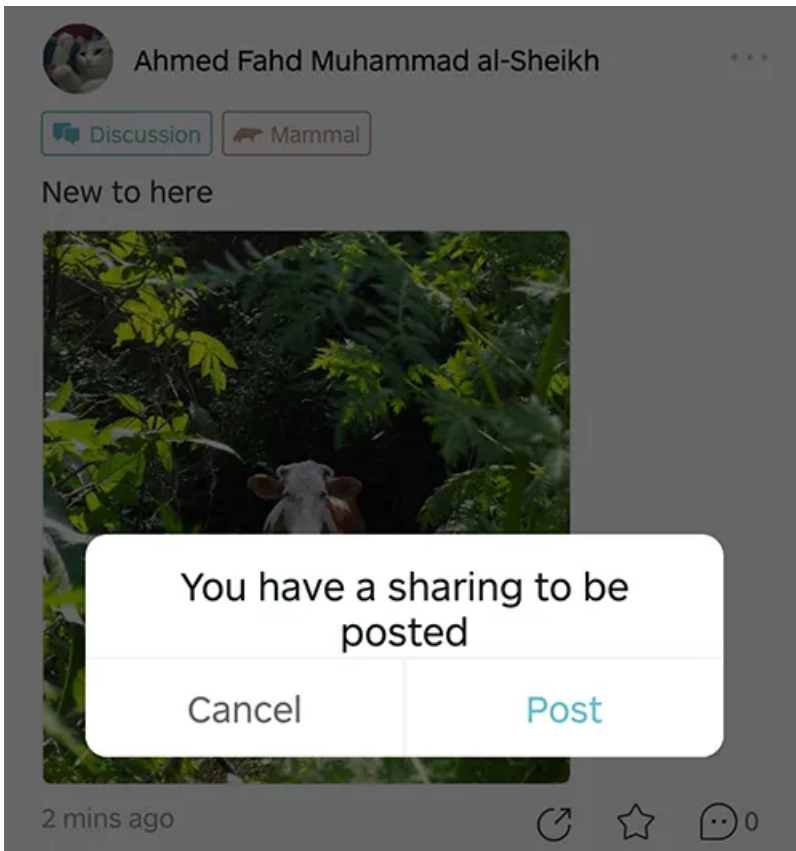 Ahmed Fahd Muhammad al-Sheikh
Discussion Mammal
New to here
You have a sharing to be
posted
Cancel Post
2 mins ago 0